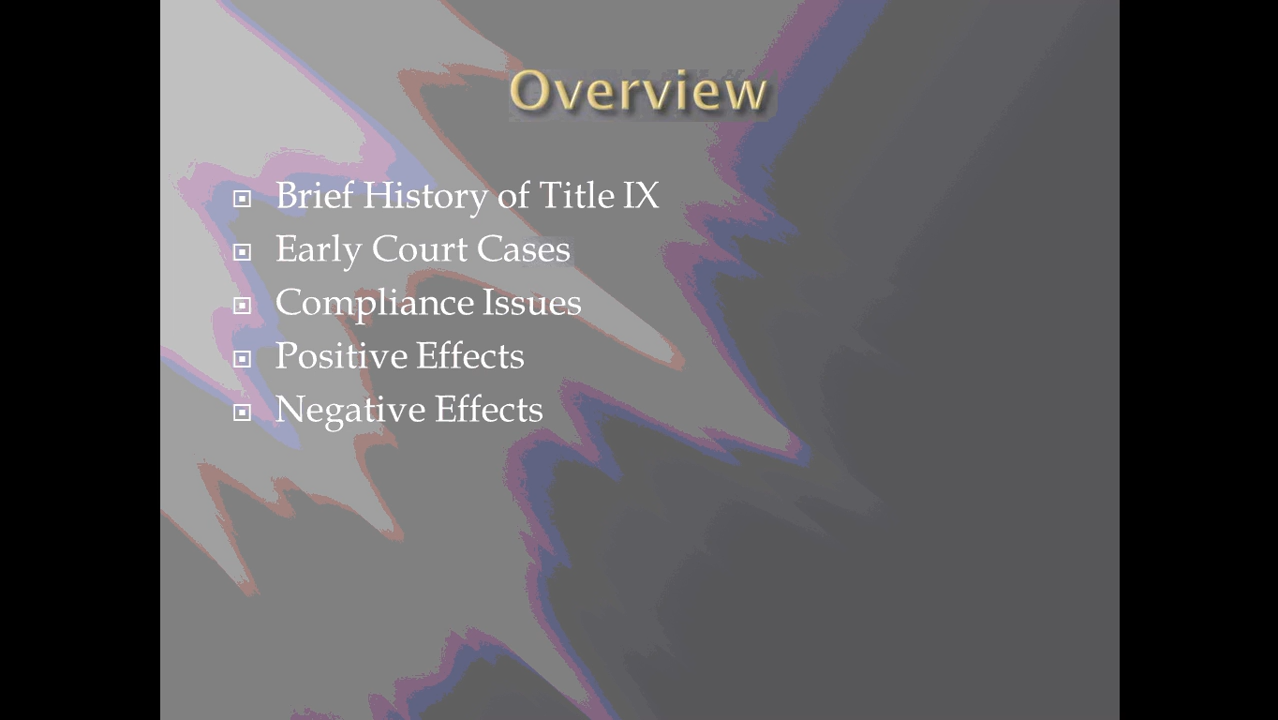 Overview
Brief History of Title IX
Early Court Cases
Compliance Issues
Positive Effects
Negative Effects